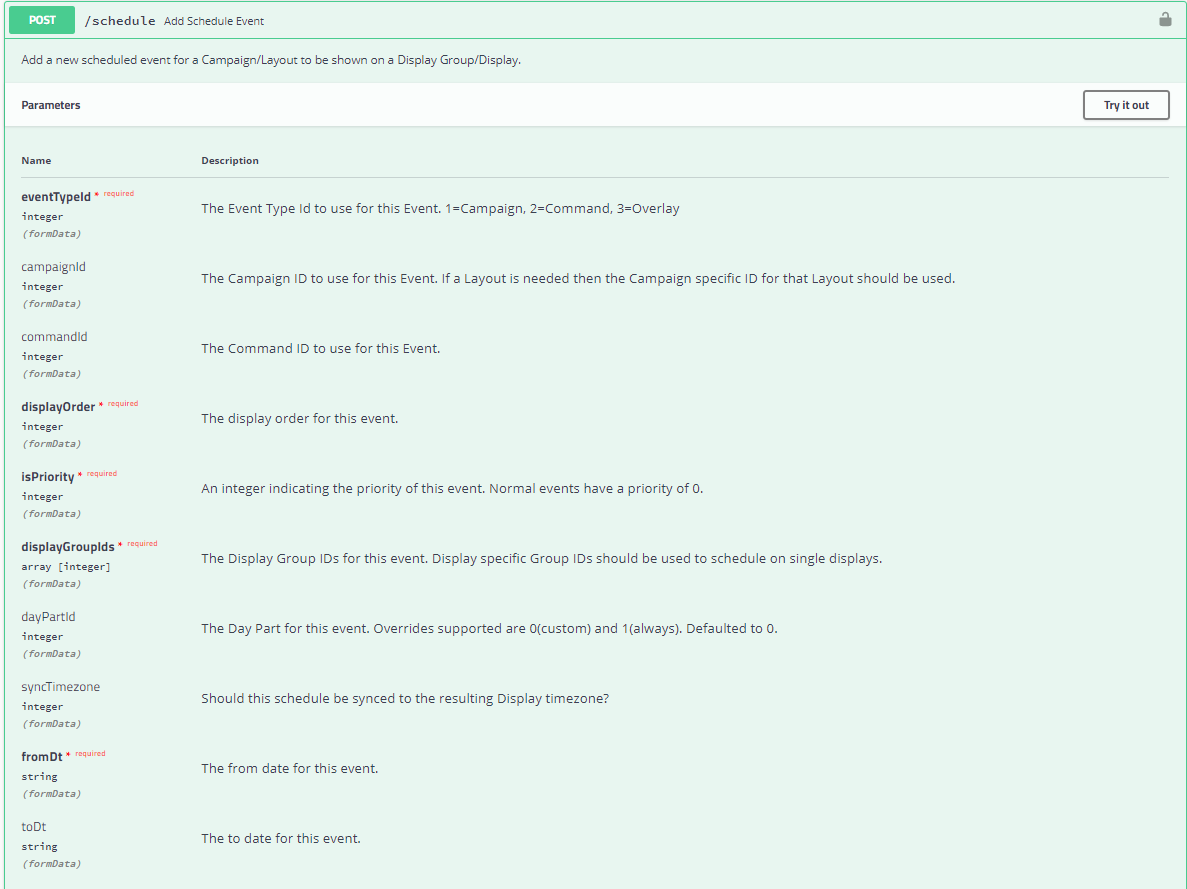 POST /schedule Add Schedule Event
Add a new scheduled event for a Campaign/Layout to be shown on a Display Group/Display.
Parameters
Try it out
Name Description
eventTypeId * required
integer
(formData)
The Event Type Id to use for this Event. 1=Campaign, 2=Command, 3=Overlay
campaignId
integer
(formData)
The Campaign ID to use for this Event. If a Layout is needed then the Campaign specific ID for that Layout should be used.
commandId
integer
(formData)
The Command ID to use for this Event.
displayOrder * required
integer
(formData)
The display order for this event.
isPriority * required
integer
(formData)
An integer indicating the priority of this event. Normal events have a priority of 0.
displayGroupIds * required
array [integer]
(formData)
The Display Group IDs for this event. Display specific Group IDs should be used to schedule on single displays.
dayPartId
integer
(formData)
The Day Part for this event. Overrides supported are 0(custom) and 1(always). Defaulted to 0.
syncTimezone
integer
(formData)
Should this schedule be synced to the resulting Display timezone?
fromDt * required
string
(formData)
The from date for this event.
toDt
string
(formData)
The to date for this event.